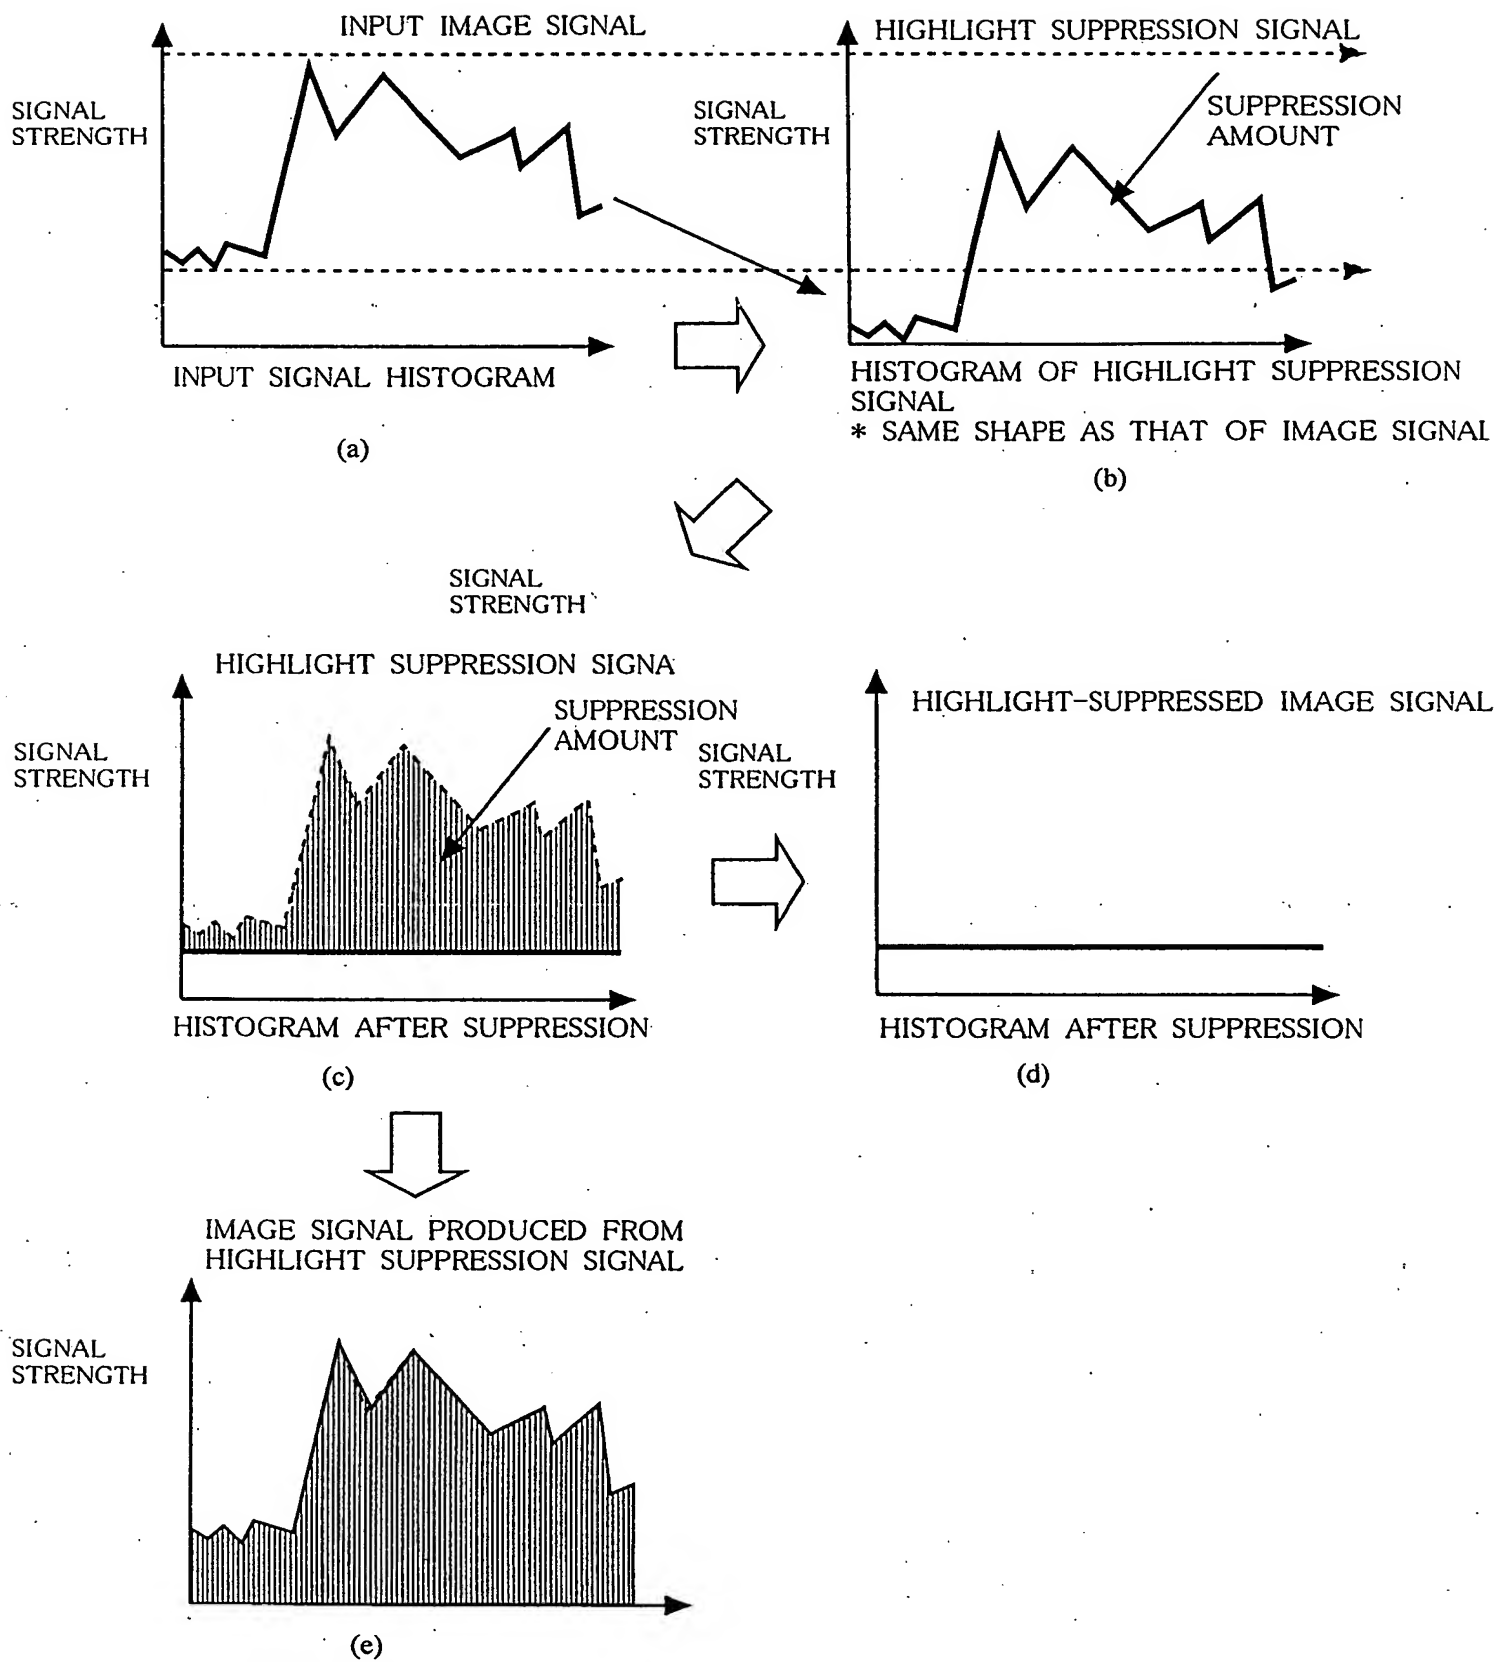 INPUT IMAGE SIGNAL
SIGNAL
STRENGTH
INPUT SIGNAL HISTOGRAM
(a)
HIGHLIGHT SUPPRESSION SIGNAL
SIGNAL
STRENGTH
SUPPRESSION
AMOUNT
HISTOGRAM OF HIGHLIGHT SUPPRESSION
SIGNAL
* SAME SHAPE AS THAT OF IMAGE SIGNAL
(b)
SIGNAL
STRENGTH
HIGHLIGHT SUPPRESSION SIGNA
SUPPRESSION
AMOUNT
SIGNAL
STRENGTH
HISTOGRAM AFTER SUPPRESSION
(c)
HIGHLIGHT-SUPPRESSED IMAGE SIGNAL
SIGNAL
STRENGTH
HISTOGRAM AFTER SUPPRESSION
(d)
IMAGE SIGNAL PRODUCED FROM
HIGHLIGHT SUPPRESSION SIGNAL
SIGNAL
STRENGTH
(e)